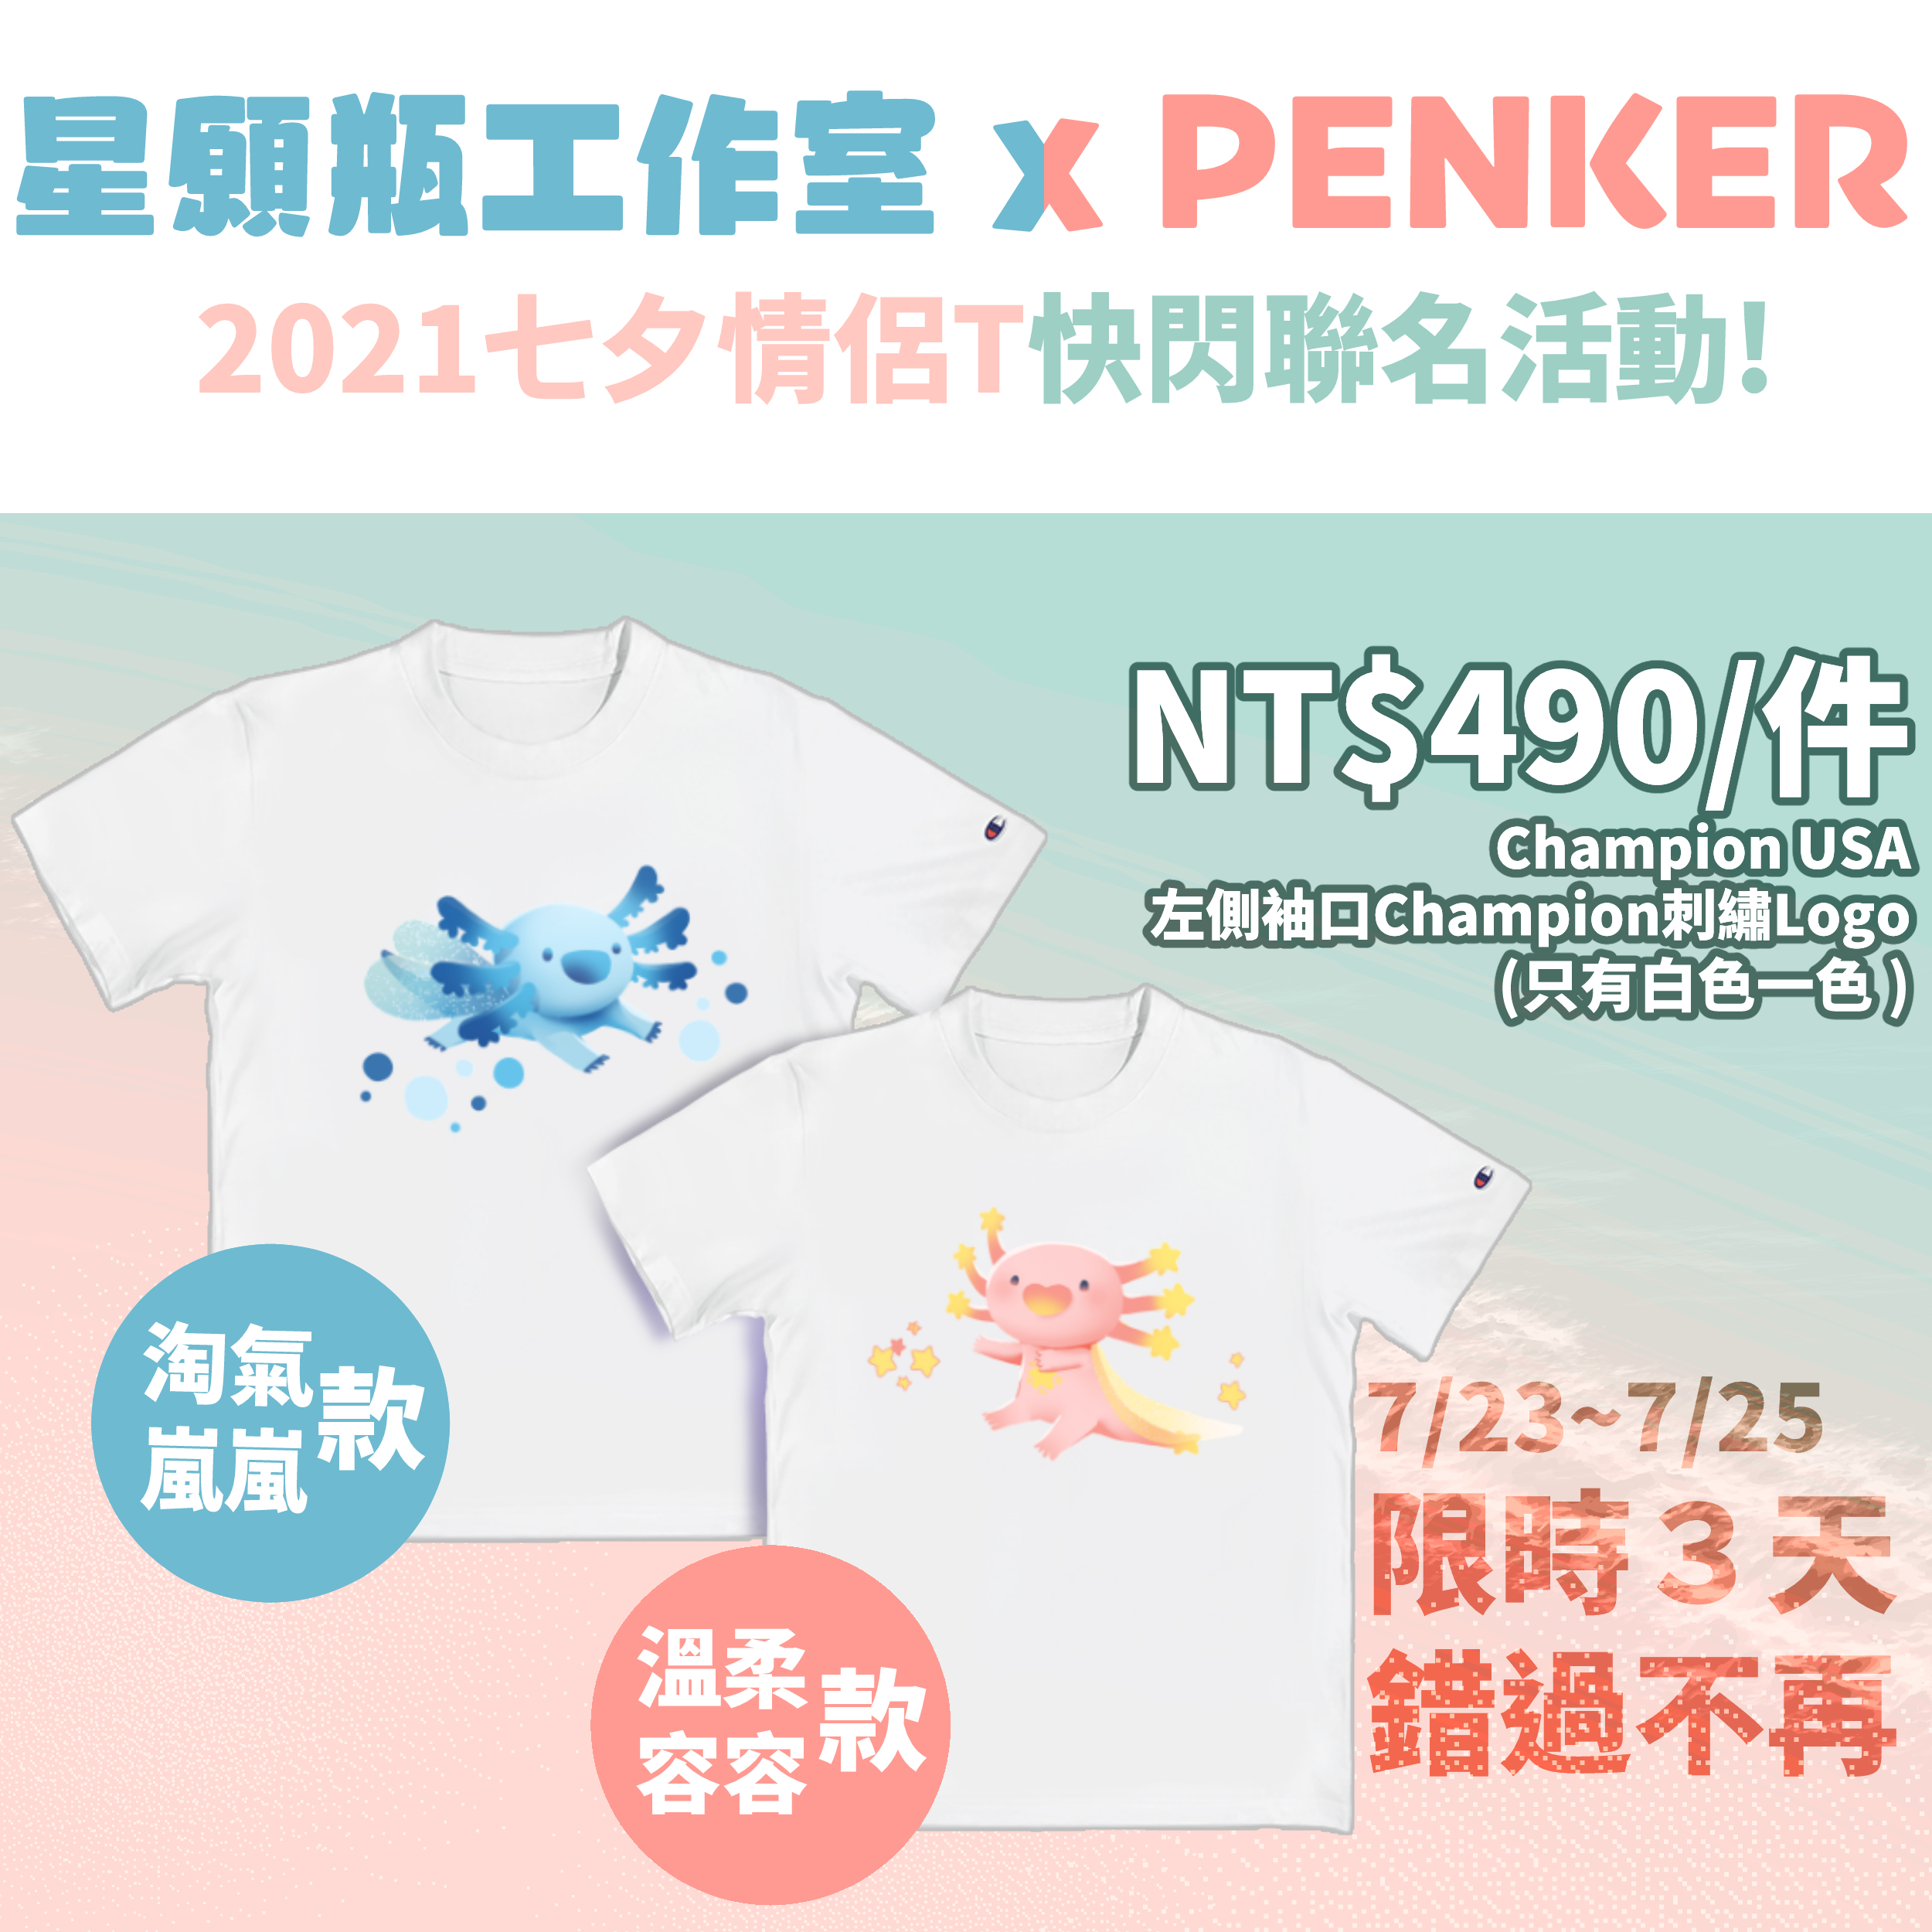 星願瓶工作室 x PENKER
2021七夕情侶T快閃聯名活動!
NT$490/件
Champion USA
左側袖口Champion刺繡Logo
(只有白色一色)
淘氣
嵐嵐款
溫柔
容容款
7/23~7/25
限時3天
錯過不再